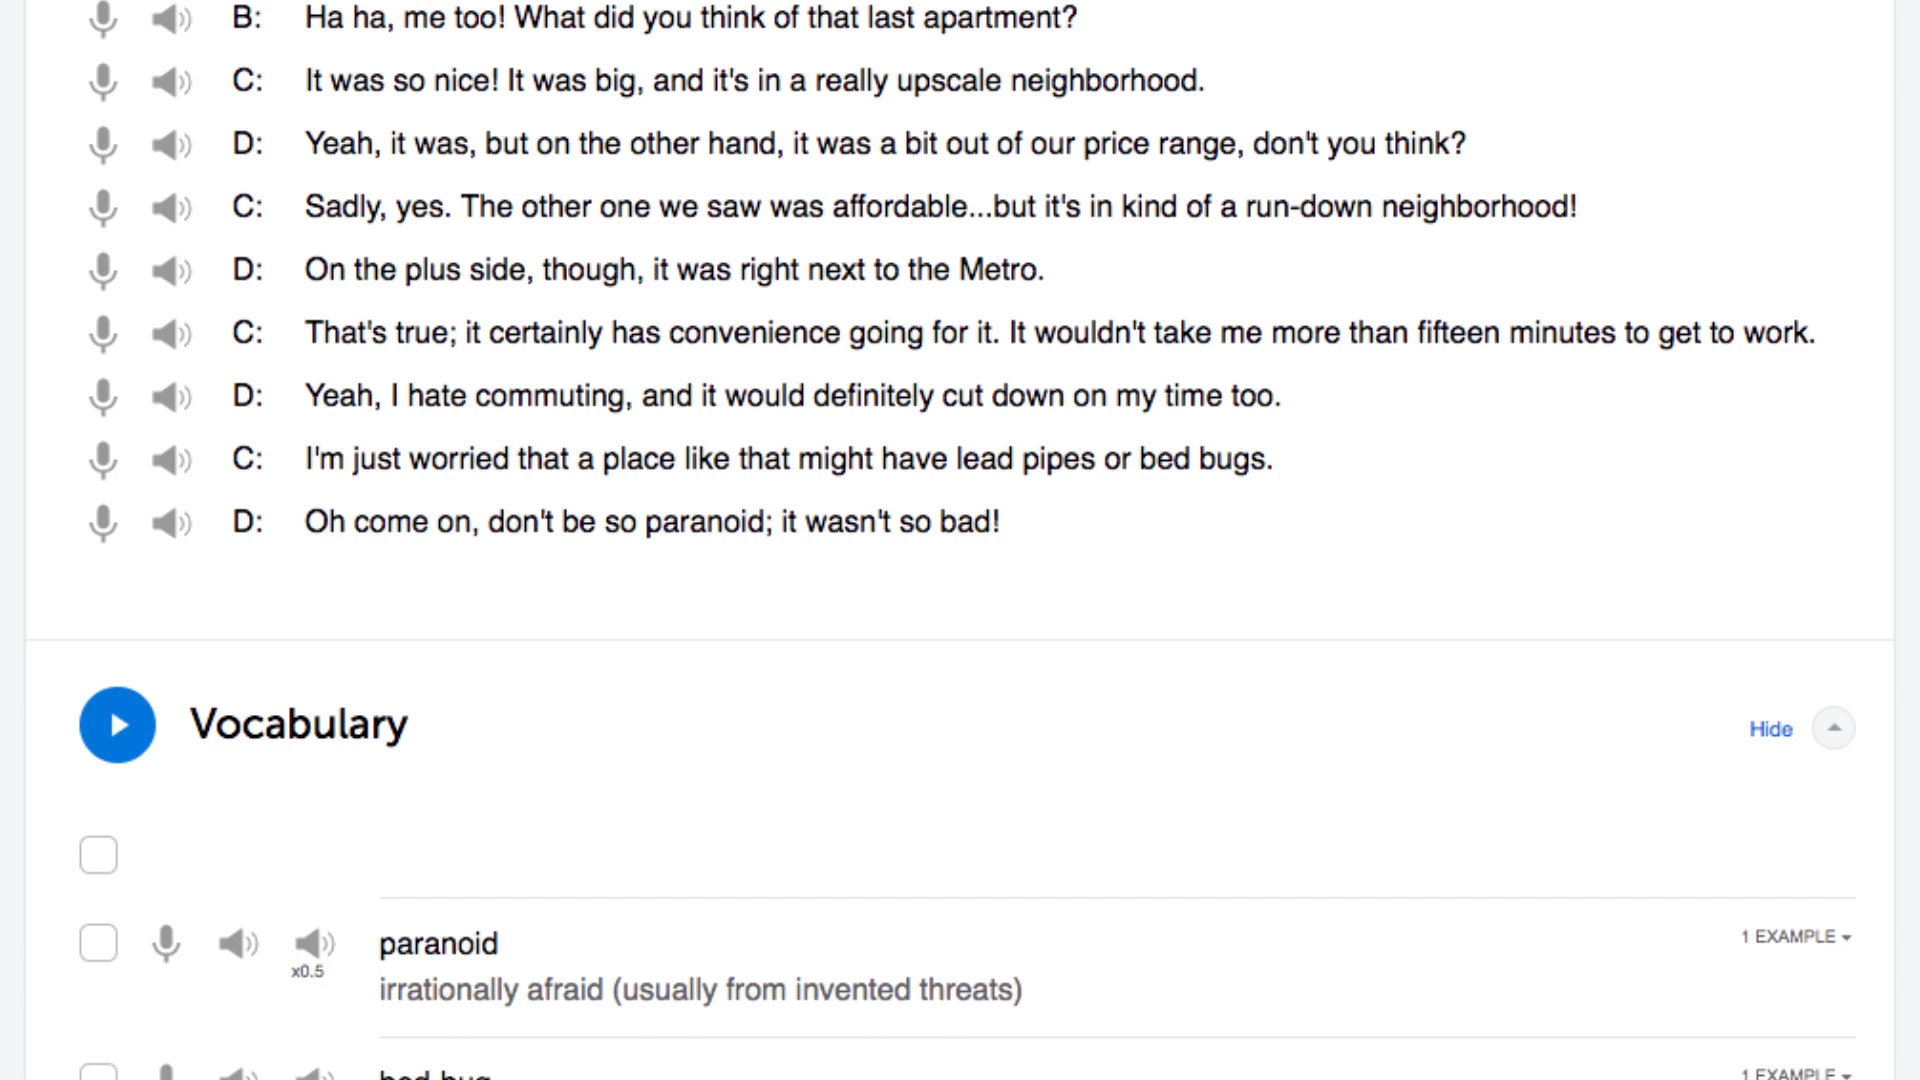 B: Ha ha, me too! What did you think of that last apartment?
C: It was so nice! It was big, and it's in a really upscale neighborhood.
D: Yeah, it was, but on the other hand, it was a bit out of our price range, don't you think?
C: Sadly, yes. The other one we saw was affordable...but it's in kind of a run-down neighborhood!
D: On the plus side, though, it was right next to the Metro.
C: That's true; it certainly has convenience going for it. It wouldn't take me more than fifteen minutes to get to work.
D: Yeah, I hate commuting, and it would definitely cut down on my time too.
C: I'm just worried that a place like that might have lead pipes or bed bugs.
D: Oh come on, don't be so paranoid; it wasn't so bad!
Vocabulary
Hide
paranoid
1 EXAMPLE
x0.5
irrationally afraid (usually from invented threats)
bed bug
1 EXAMPLE